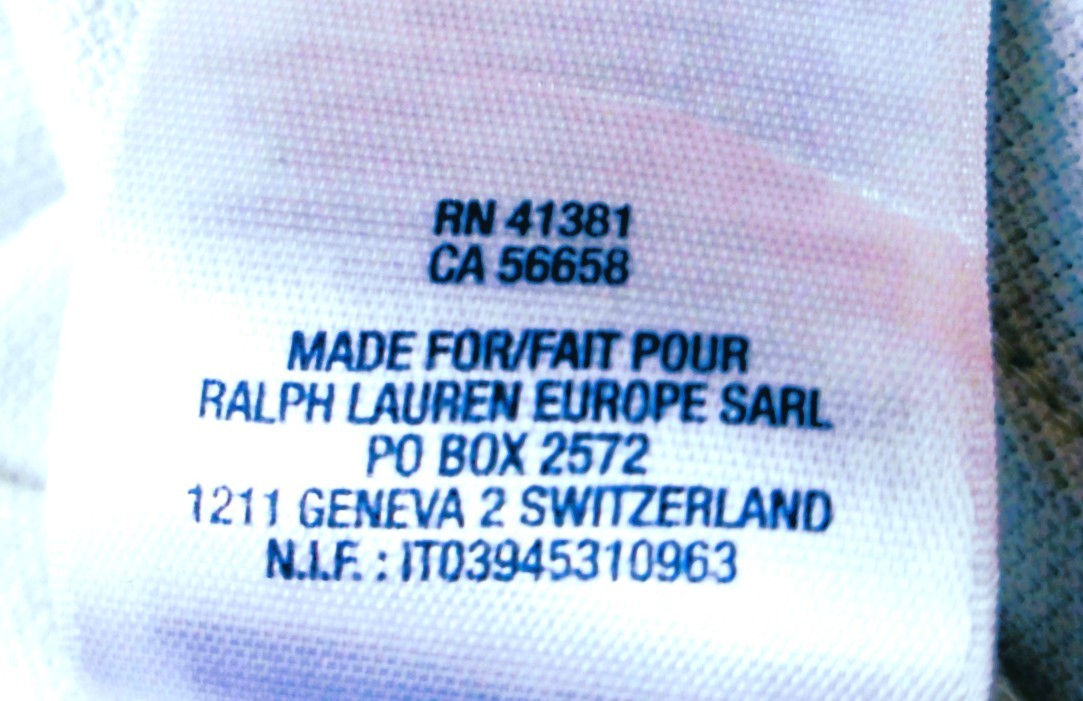 RN 41381
CA 56658
MADE FOR/FAIT POUR
RALPH LAUREN EUROPE SARL
PO BOX 2572
1211 GENEVA 2 SWITZERLAND
N.I.F. : IT03945310963